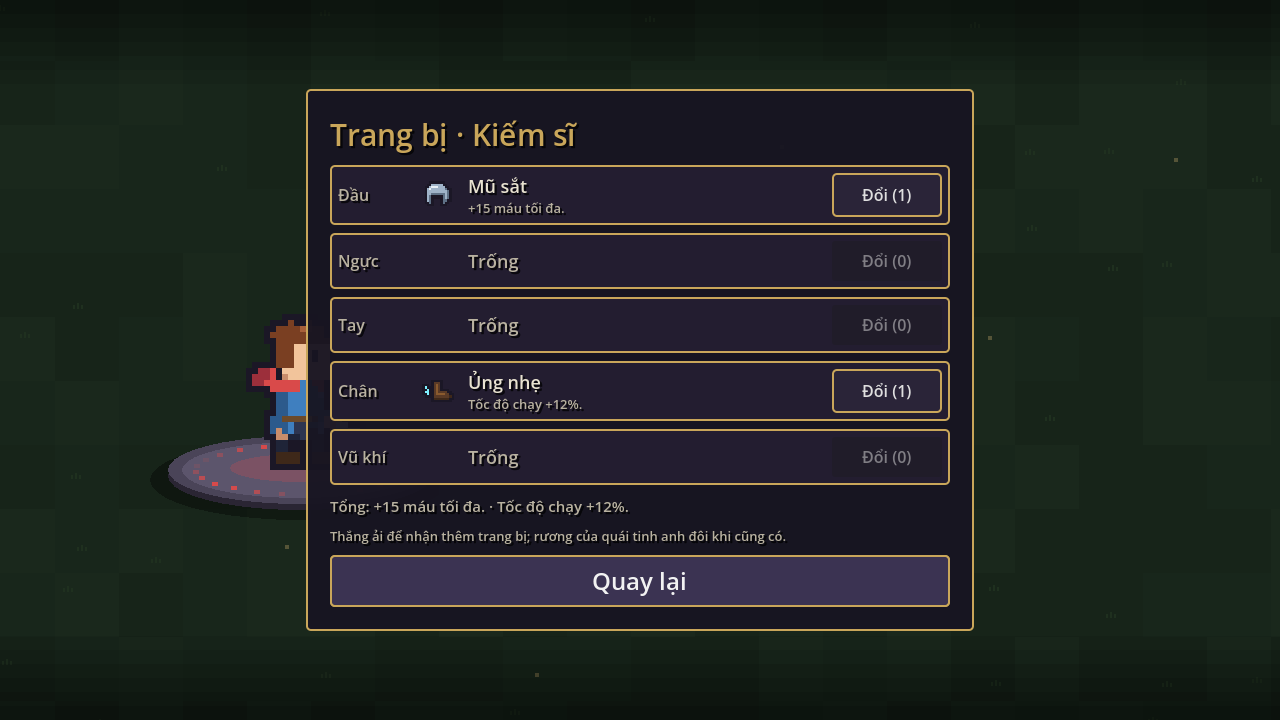 Trang bị · Kiếm sĩ
Đầu
Mũ sắt
+15 máu tối đa.
Đổi (1)
Ngực
Trống
Đổi (0)
Tay
Trống
Đổi (0)
Chân
Ủng nhẹ
Tốc độ chạy +12%.
Đổi (1)
Vũ khí
Trống
Đổi (0)
Tổng: +15 máu tối đa. · Tốc độ chạy +12%.
Thắng ải để nhận thêm trang bị; rương của quái tinh anh đôi khi cũng có.
Quay lại